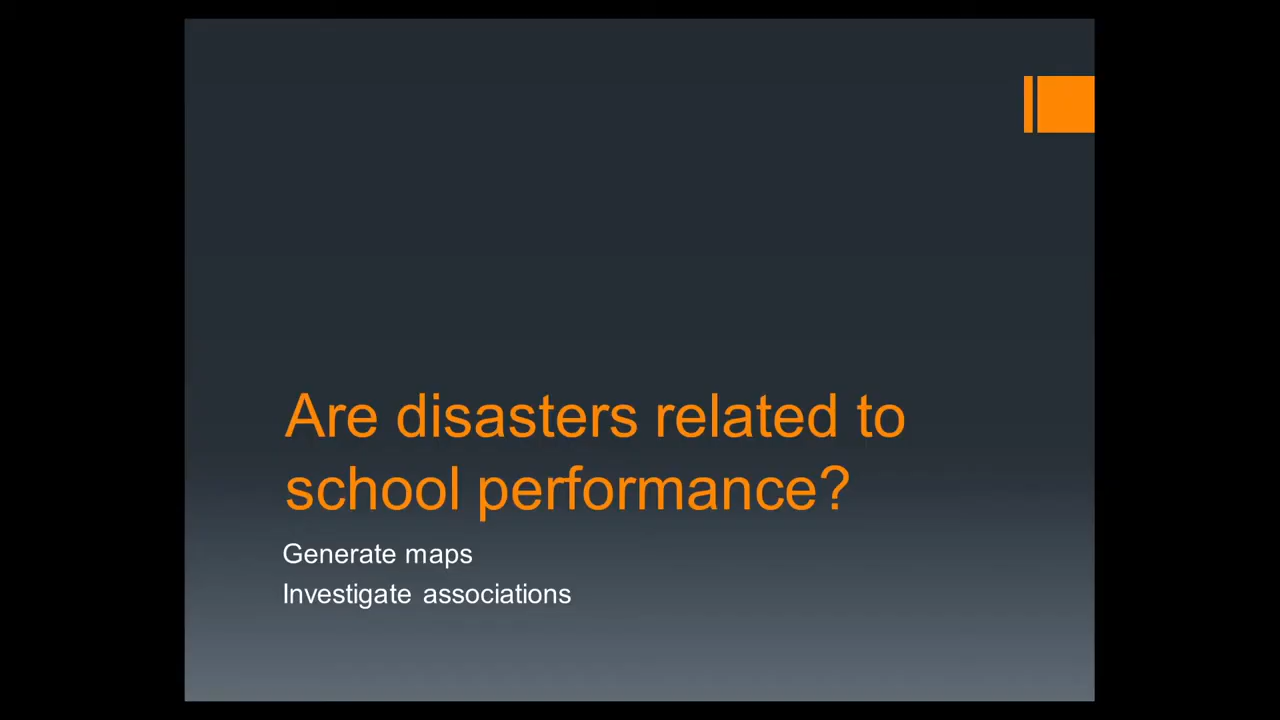 Are disasters related to
school performance?
Generate maps
Investigate associations